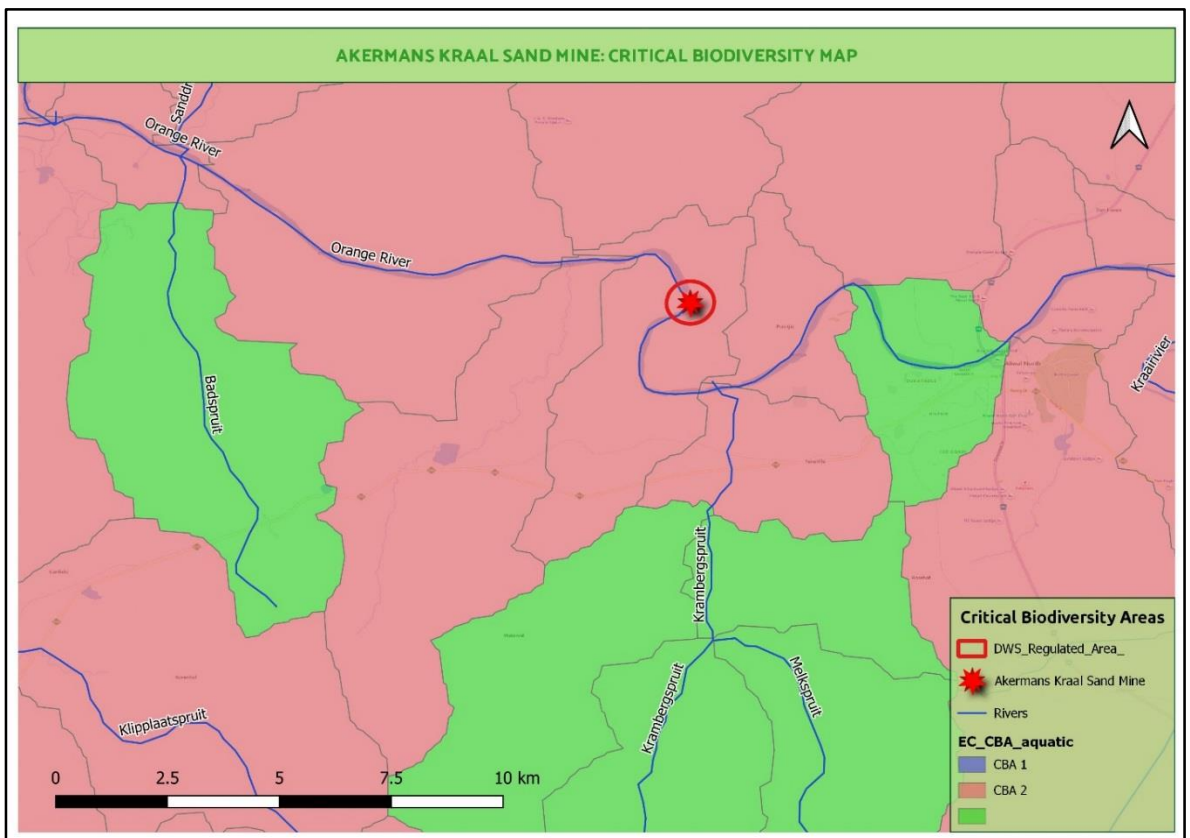 AKERMANS KRAAL SAND MINE: CRITICAL BIODIVERSITY MAP
Orange River
Orange River
Badspruit
Kraairivier
Krambergspruit
Krambergspruit
Melkspruit
Klipplaatspruit
0 2.5 5 7.5 10 km
Critical Biodiversity Areas
DWS_Regulated_Area_
Akermans Kraal Sand Mine
Rivers
EC_CBA_aquatic
CBA 1
CBA 2